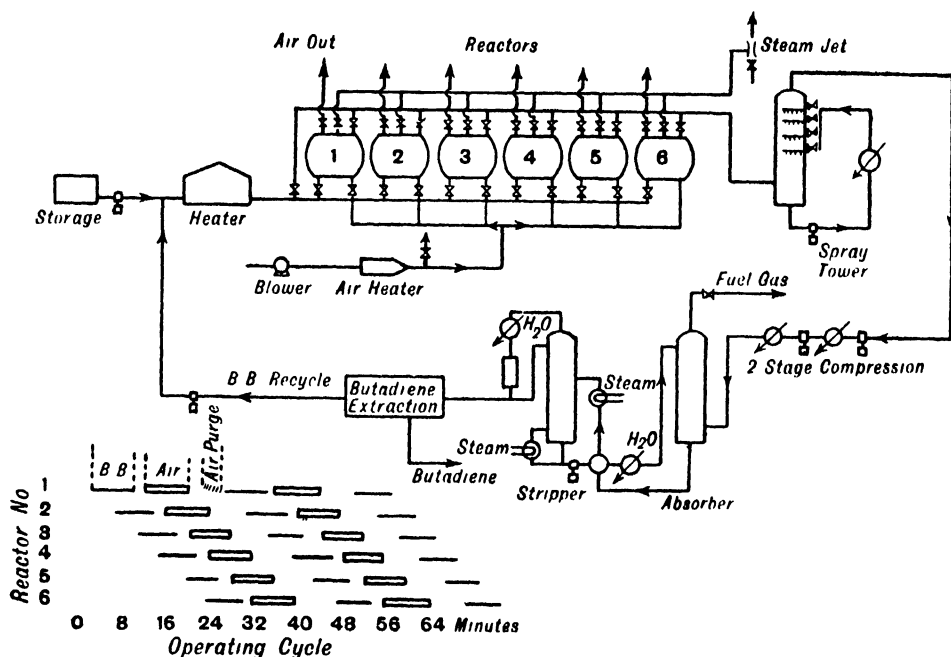 Air Out
Reactors
Steam Jet
1 2 3 4 5 6
Storage
Heater
Spray
Tower
Blower
Air Heater
Fuel Gas
H₂O
2 Stage Compression
B B Recycle
Butadiene
Extraction
Steam
H₂O
Steam
Butadiene
Stripper
Absorber
B B
Air
Air Purge
Reactor No
1
2
3
4
5
6
0 8 16 24 32 40 48 56 64 Minutes
Operating Cycle